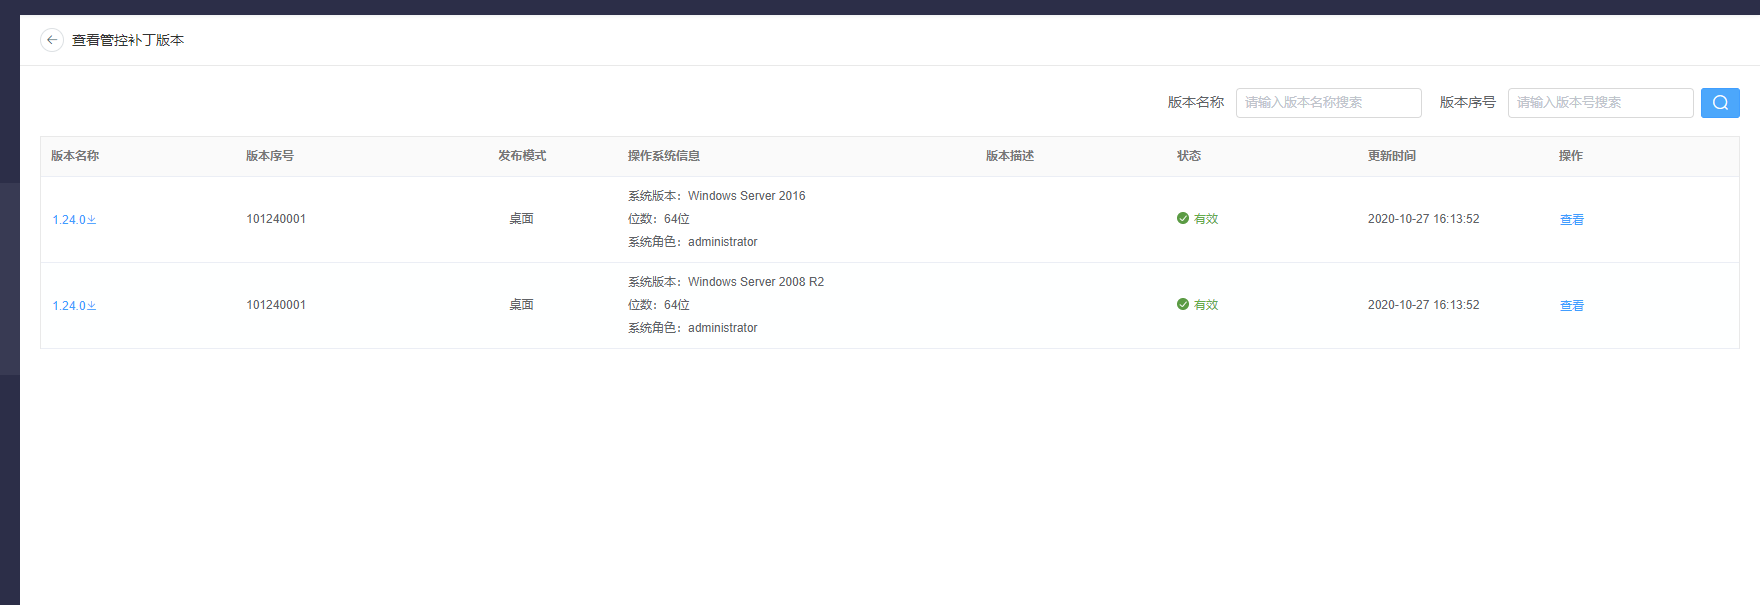 查看管控补丁版本
版本名称 请输入版本名称搜索 版本序号 请输入版本号搜索
版本名称 版本序号 发布模式 操作系统信息 版本描述 状态 更新时间 操作
系统版本：Windows Server 2016
1.24.0 101240001 桌面 位数：64位 有效 2020-10-27 16:13:52 查看
系统角色：administrator
系统版本：Windows Server 2008 R2
1.24.0 101240001 桌面 位数：64位 有效 2020-10-27 16:13:52 查看
系统角色：administrator